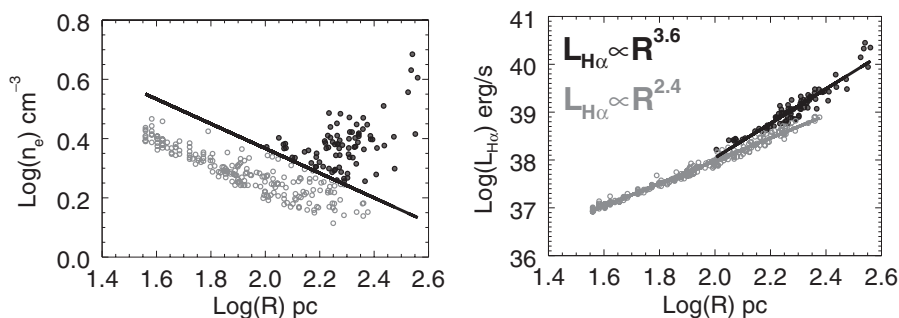 0.8
0.6
0.4
0.2
0.0
Log(nₑ) cm⁻³
1.4 1.6 1.8 2.0 2.2 2.4 2.6
Log(R) pc
41
40
39
38
37
36
Log(L_Hα) erg/s
L_Hα∝R^3.6
L_Hα∝R^2.4
1.4 1.6 1.8 2.0 2.2 2.4 2.6
Log(R) pc